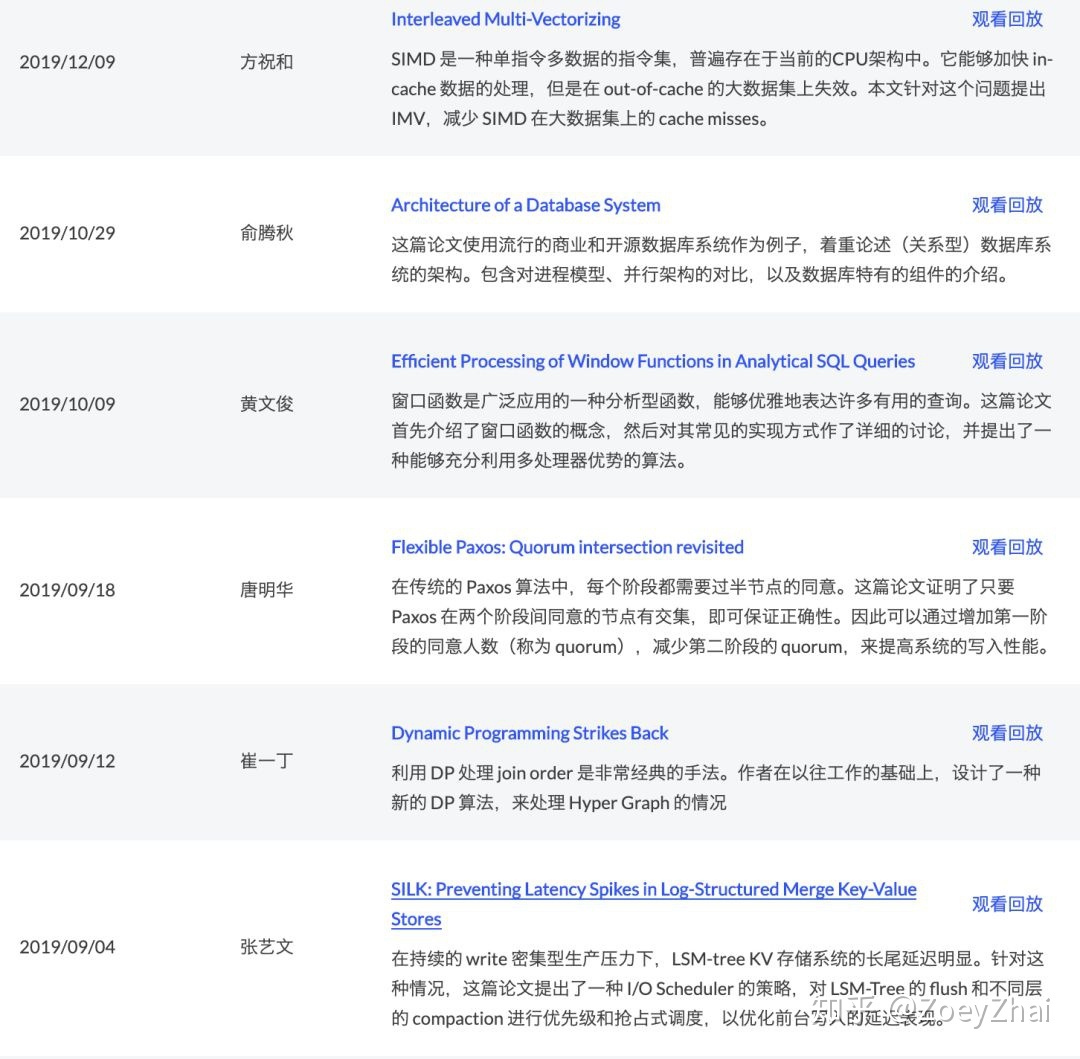 Interleaved Multi-Vectorizing 观看回放
2019/12/09 方祝和
SIMD 是一种单指令多数据的指令集，普遍存在于当前的CPU架构中。它能够加快 in-
cache 数据的处理，但是在 out-of-cache 的大数据集上失效。本文针对这个问题提出
IMV，减少 SIMD 在大数据集上的 cache misses。
Architecture of a Database System 观看回放
2019/10/29 俞腾秋
这篇论文使用流行的商业和开源数据库系统作为例子，着重论述（关系型）数据库系
统的架构。包含对进程模型、并行架构的对比，以及数据库特有的组件的介绍。
Efficient Processing of Window Functions in Analytical SQL Queries 观看回放
2019/10/09 黄文俊
窗口函数是广泛应用的一种分析型函数，能够优雅地表达许多有用的查询。这篇论文
首先介绍了窗口函数的概念，然后对其常见的实现方式作了详细的讨论，并提出了一
种能够充分利用多处理器优势的算法。
Flexible Paxos: Quorum intersection revisited 观看回放
2019/09/18 唐明华
在传统的 Paxos 算法中，每个阶段都需要过半节点的同意。这篇论文证明了只要
Paxos 在两个阶段间同意的节点有交集，即可保证正确性。因此可以通过增加第一阶
段的同意人数（称为 quorum），减少第二阶段的 quorum，来提高系统的写入性能。
Dynamic Programming Strikes Back 观看回放
2019/09/12 崔一丁
利用 DP 处理 join order 是非常经典的手法。作者在以往工作的基础上，设计了一种
新的 DP 算法，来处理 Hyper Graph 的情况
SILK: Preventing Latency Spikes in Log-Structured Merge Key-Value
Stores 观看回放
2019/09/04 张艺文
在持续的 write 密集型生产压力下，LSM-tree KV 存储系统的长尾延迟明显。针对这
种情况，这篇论文提出了一种 I/O Scheduler 的策略，对 LSM-Tree 的 flush 和不同层
的 compaction 进行优先级和抢占式调度，以优化前台写入的延迟表现。
知乎 @ZoeyZhai